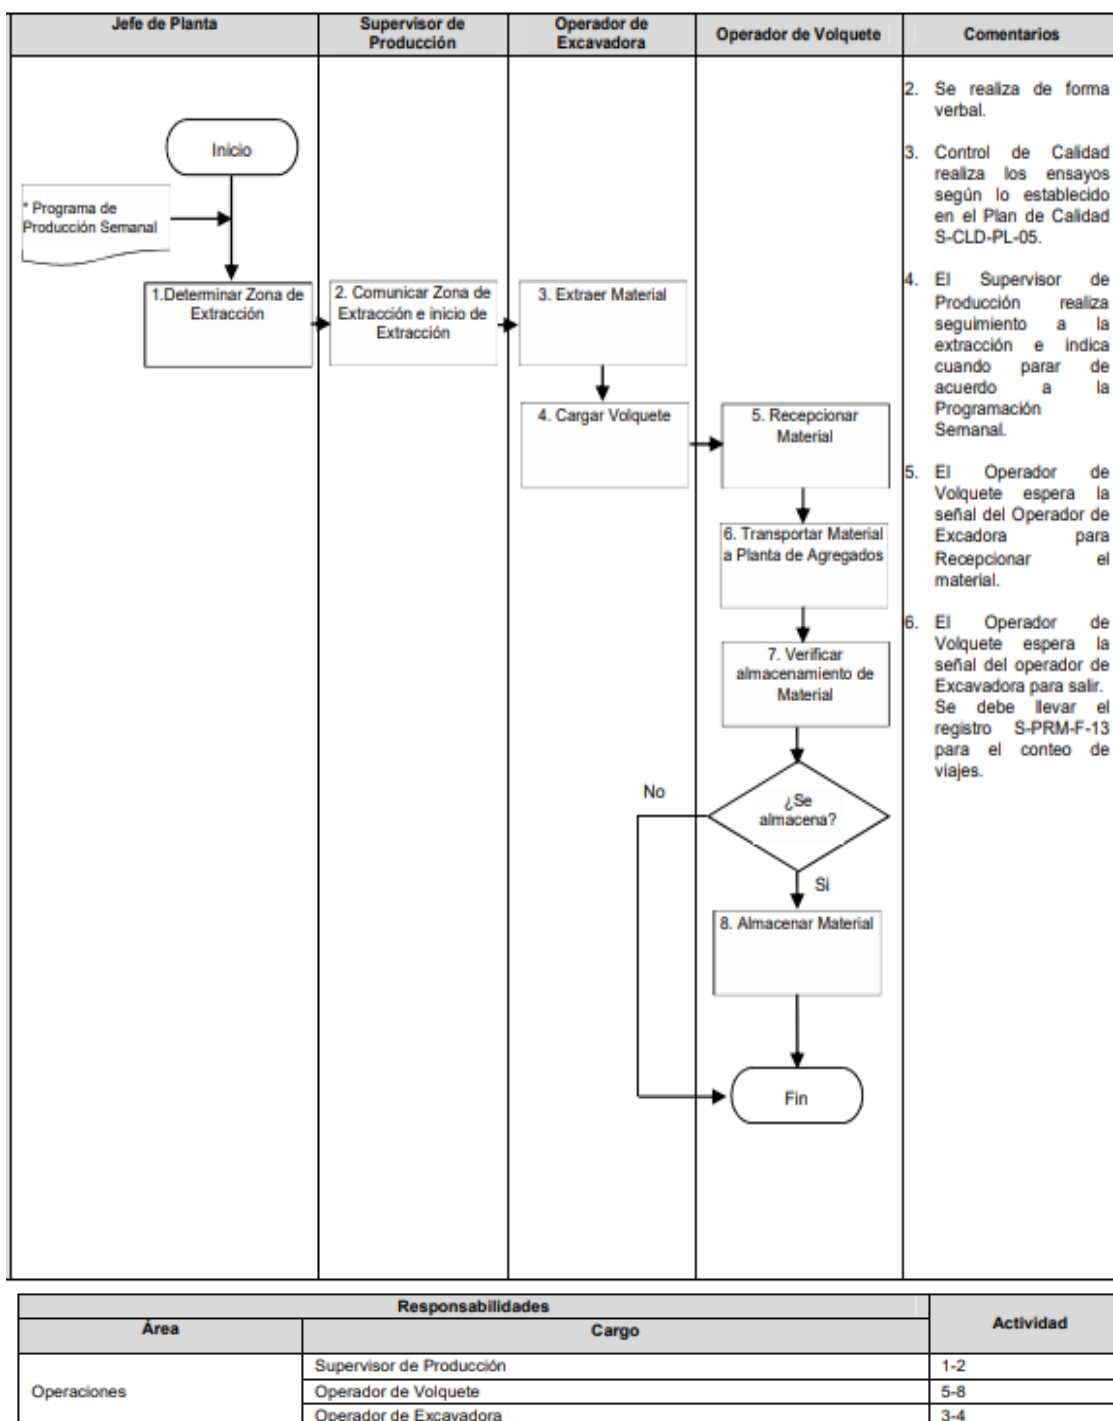 Jefe de Planta
Supervisor de
Producción
Operador de
Excavadora
Operador de Volquete
Comentarios
Inicio
* Programa de
Producción Semanal
1.Determinar Zona de
Extracción
2. Comunicar Zona de
Extracción e inicio de
Extracción
3. Extraer Material
4. Cargar Volquete
5. Recepcionar
Material
6. Transportar Material
a Planta de Agregados
7. Verificar
almacenamiento de
Material
¿Se
almacena?
No
Si
8. Almacenar Material
Fin
2. Se realiza de forma
verbal.
3. Control de Calidad
realiza los ensayos
según lo establecido
en el Plan de Calidad
S-CLD-PL-05.
4. El Supervisor de
Producción realiza
seguimiento a la
extracción e indica
cuando parar de
acuerdo a la
Programación
Semanal.
5. El Operador de
Volquete espera la
señal del Operador de
Excadora para
Recepcionar el
material.
6. El Operador de
Volquete espera la
señal del operador de
Excavadora para salir.
Se debe llevar el
registro S-PRM-F-13
para el conteo de
viajes.
Responsabilidades
Actividad
Área
Cargo
Operaciones
Supervisor de Producción
1-2
Operador de Volquete
5-8
Operador de Excavadora
3-4